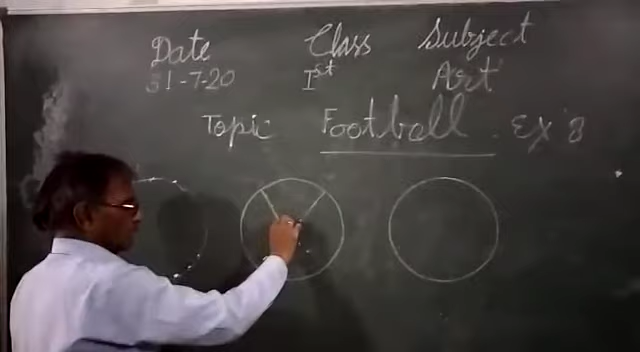 Date Class Subject
31-7-20 Ist Art
Topic Football. Ex 8